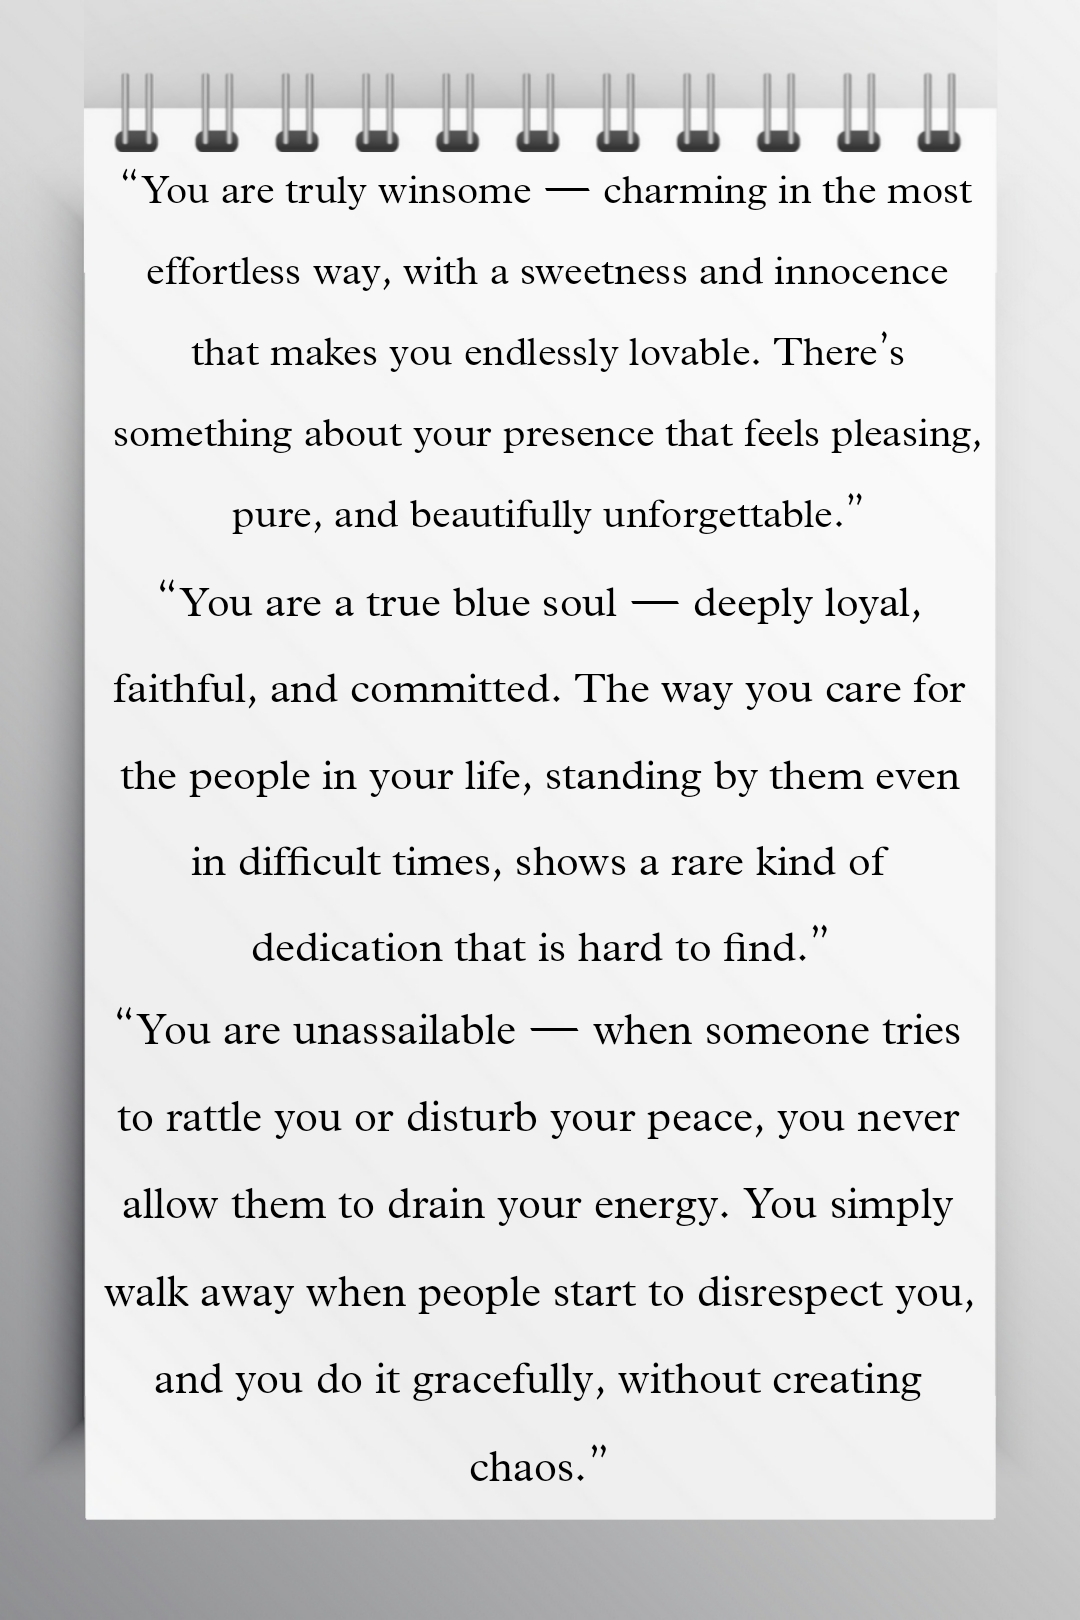 “You are truly winsome — charming in the most
effortless way, with a sweetness and innocence
that makes you endlessly lovable. There’s
something about your presence that feels pleasing,
pure, and beautifully unforgettable.”
“You are a true blue soul — deeply loyal,
faithful, and committed. The way you care for
the people in your life, standing by them even
in difficult times, shows a rare kind of
dedication that is hard to find.”
“You are unassailable — when someone tries
to rattle you or disturb your peace, you never
allow them to drain your energy. You simply
walk away when people start to disrespect you,
and you do it gracefully, without creating
chaos.”